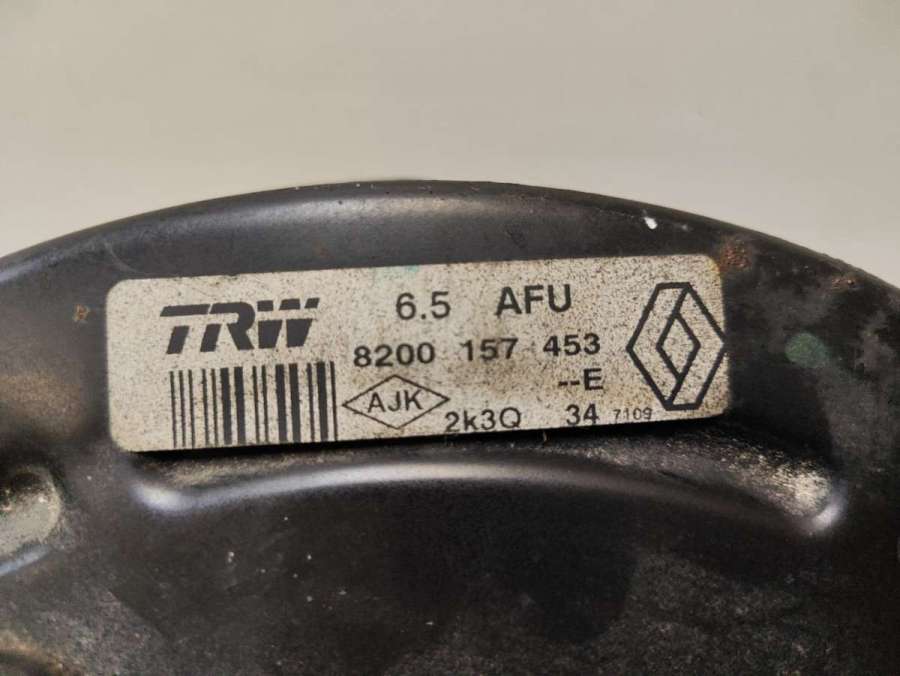 TRW 6.5 AFU
8200 157 453
--E
AJK 2k3Q 34 7109